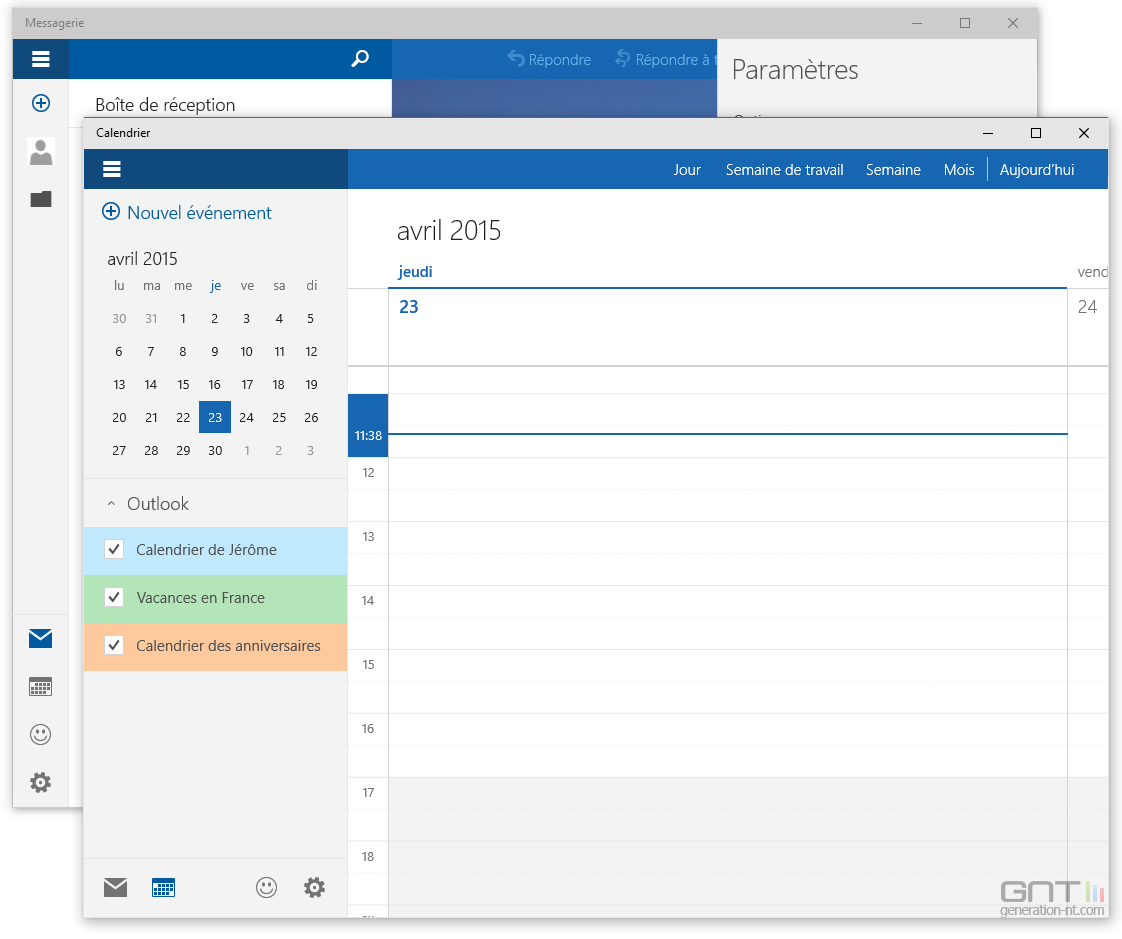 Messagerie
Répondre
Répondre à t
Paramètres
Boîte de réception
Calendrier
Jour Semaine de travail Semaine Mois Aujourd'hui
Nouvel événement
avril 2015
lu ma me je ve sa di
30 31 1 2 3 4 5
6 7 8 9 10 11 12
13 14 15 16 17 18 19
20 21 22 23 24 25 26
27 28 29 30 1 2 3
Outlook
Calendrier de Jérôme
Vacances en France
Calendrier des anniversaires
avril 2015
jeudi vend
23 24
11:38
12
13
14
15
16
17
18
GNT
generation-nt.com